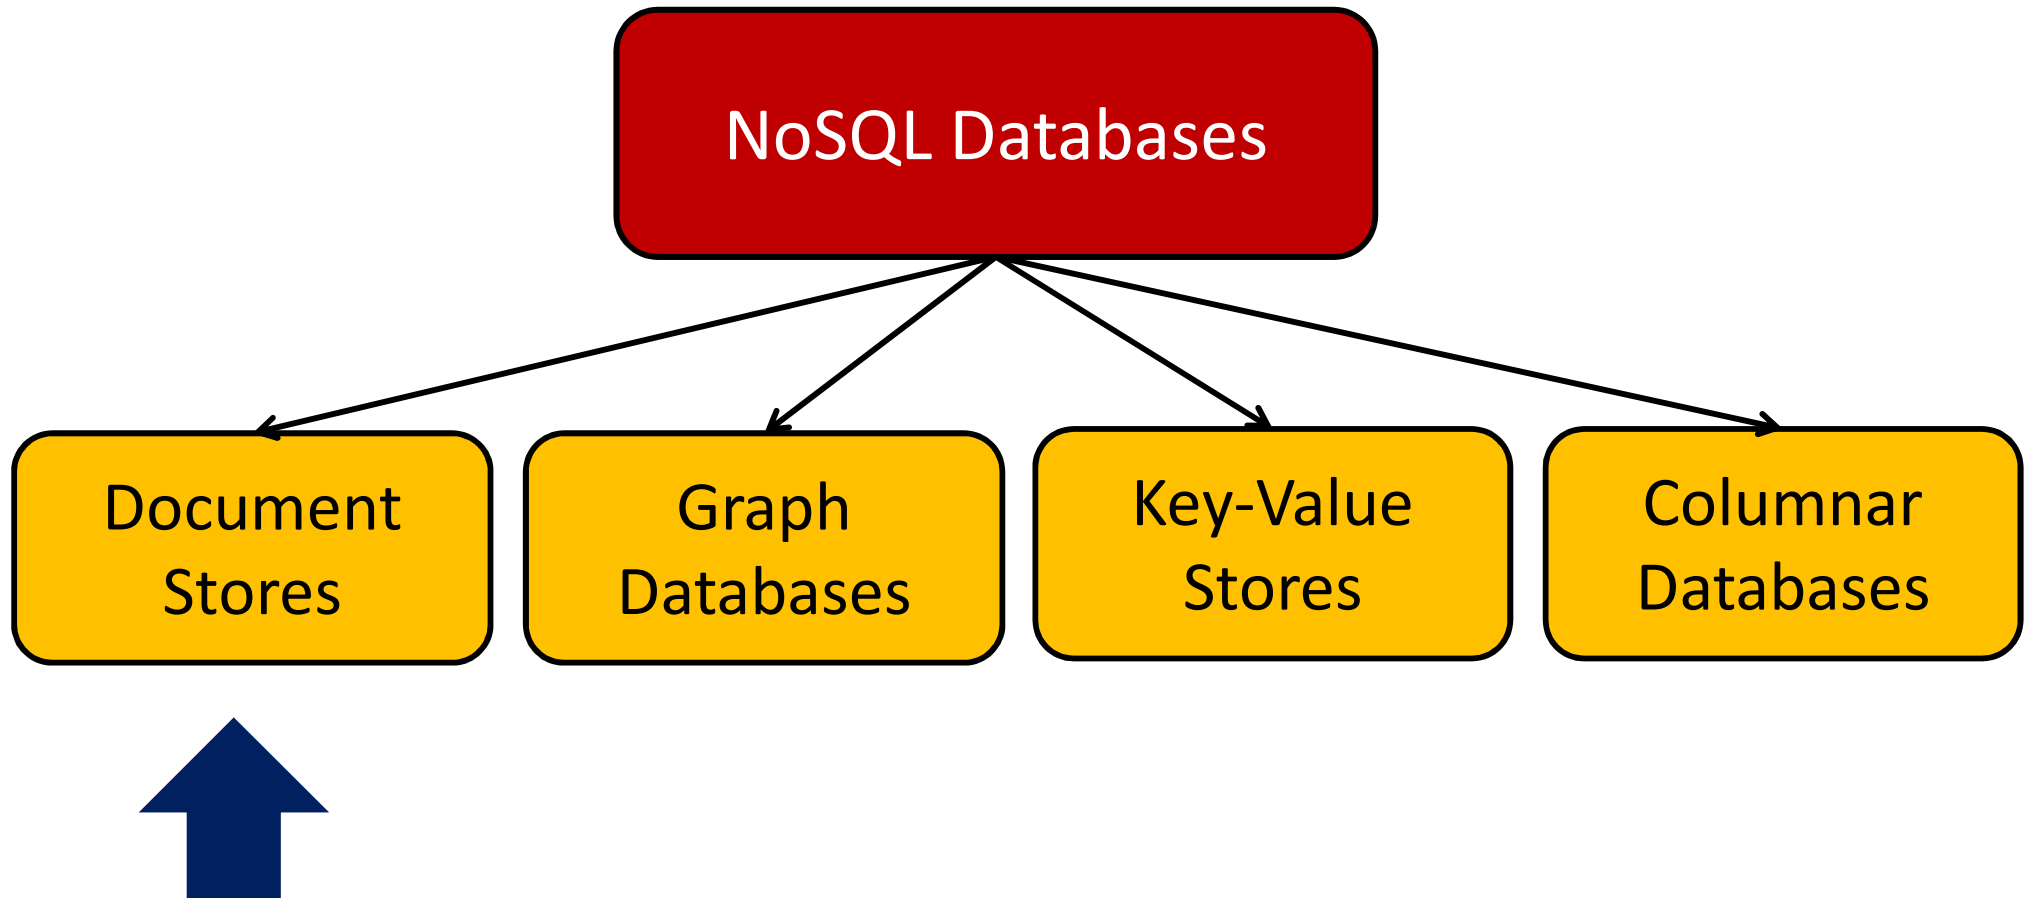 NoSQL Databases
Document
Stores
Graph
Databases
Key-Value
Stores
Columnar
Databases